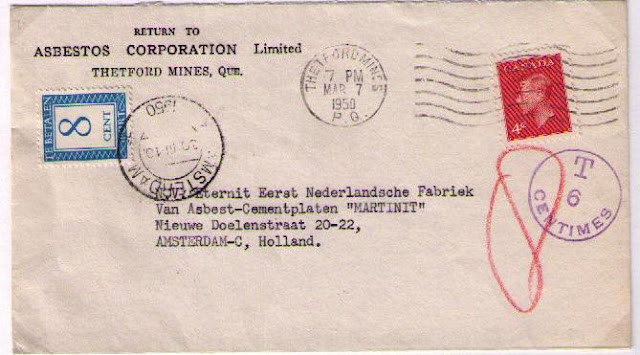 RETURN TO
ASBESTOS CORPORATION Limited
THETFORD MINES, QUE.
THETFORD MINES
7 PM
MAR 7
1950
P.Q.
CANADA
4¢
TE BETALEN
PORT
8
CENT
AMSTERDAM
1950
T
6
CENTIMES
N.V. Eternit Eerst Nederlandsche Fabriek
Van Asbest-Cementplaten "MARTINIT"
Nieuwe Doelenstraat 20-22,
AMSTERDAM-C, Holland.